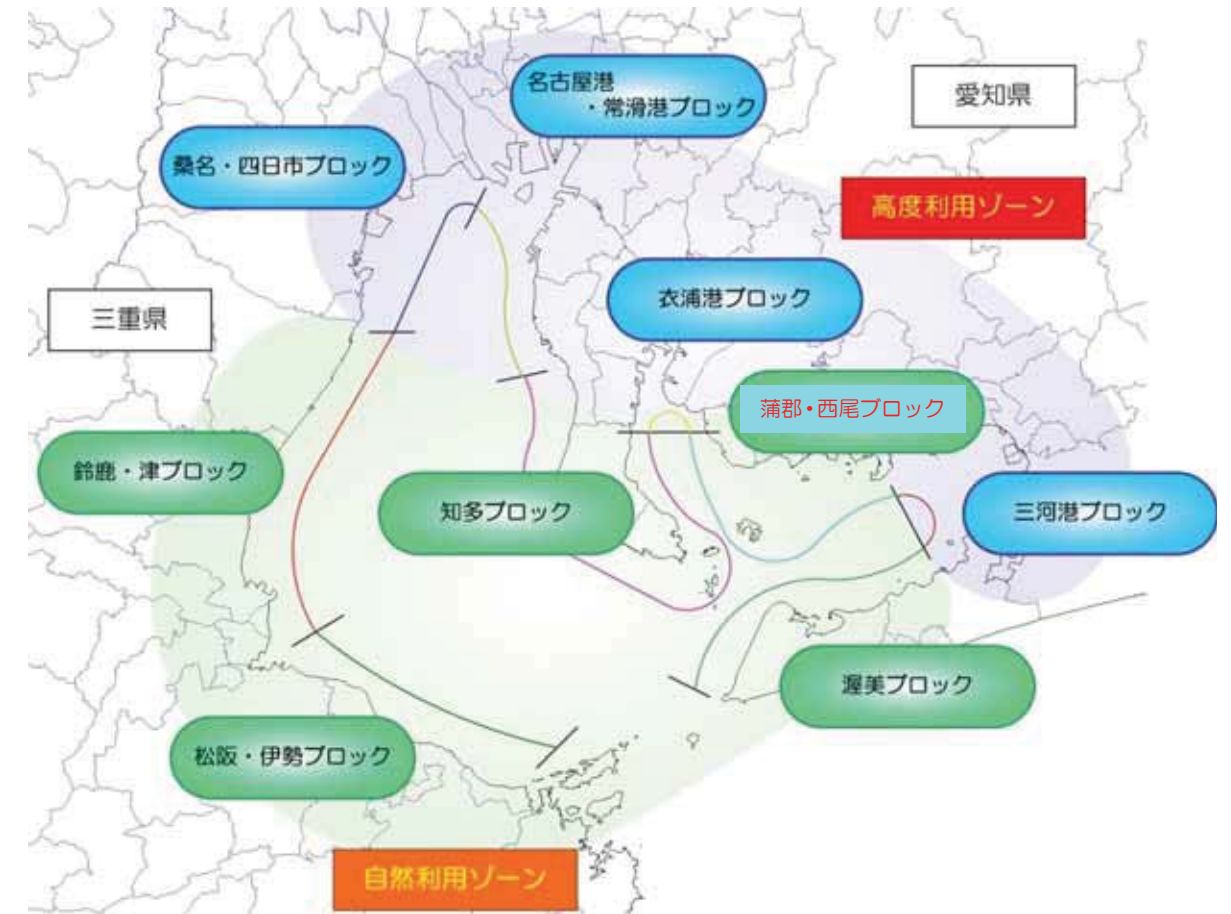 名古屋港
・常滑港ブロック
愛知県
桑名・四日市ブロック
高度利用ゾーン
衣浦港ブロック
三重県
蒲郡・西尾ブロック
鈴鹿・津ブロック
知多ブロック
三河港ブロック
渥美ブロック
松阪・伊勢ブロック
自然利用ゾーン